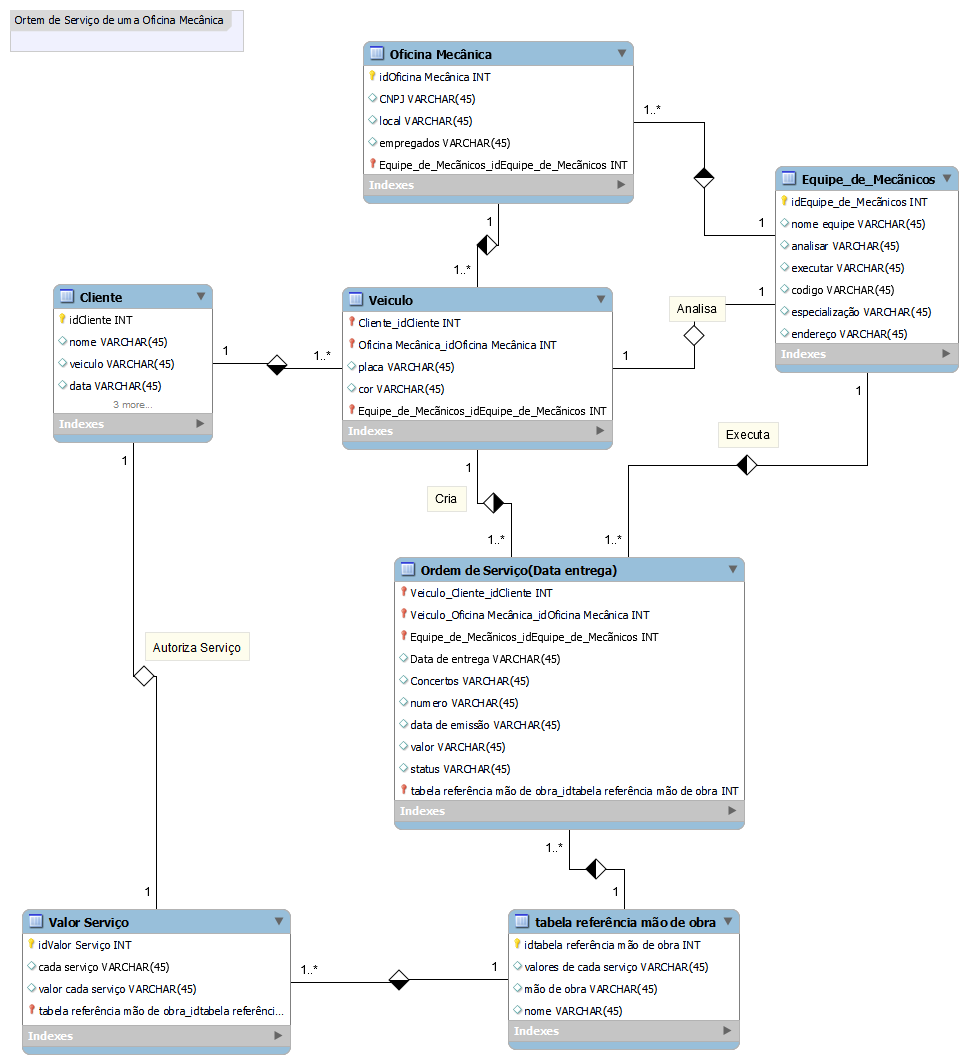 Ortem de Serviço de uma Oficina Mecânica
Oficina Mecânica
idOficina Mecânica INT
CNPJ VARCHAR(45)
local VARCHAR(45)
empregados VARCHAR(45)
Equipe_de_Mecãnicos_idEquipe_de_Mecãnicos INT
Indexes
1..*
1
Equipe_de_Mecãnicos
idEquipe_de_Mecãnicos INT
nome equipe VARCHAR(45)
analisar VARCHAR(45)
executar VARCHAR(45)
codigo VARCHAR(45)
especialização VARCHAR(45)
endereço VARCHAR(45)
Indexes
1
1..*
Cliente
idCliente INT
nome VARCHAR(45)
veiculo VARCHAR(45)
data VARCHAR(45)
3 more...
Indexes
1
1..*
Veiculo
Cliente_idCliente INT
Oficina Mecânica_idOficina Mecânica INT
placa VARCHAR(45)
cor VARCHAR(45)
Equipe_de_Mecãnicos_idEquipe_de_Mecãnicos INT
Indexes
Analisa
1
1
Executa
1
1..*
Cria
1
1..*
Ordem de Serviço(Data entrega)
Veiculo_Cliente_idCliente INT
Veiculo_Oficina Mecânica_idOficina Mecânica INT
Equipe_de_Mecãnicos_idEquipe_de_Mecãnicos INT
Data de entrega VARCHAR(45)
Concertos VARCHAR(45)
numero VARCHAR(45)
data de emissão VARCHAR(45)
valor VARCHAR(45)
status VARCHAR(45)
tabela referência mão de obra_idtabela referência mão de obra INT
Indexes
1
Autoriza Serviço
1
1..*
1
Valor Serviço
idValor Serviço INT
cada serviço VARCHAR(45)
valor cada serviço VARCHAR(45)
tabela referência mão de obra_idtabela referênci...
Indexes
1..*
1
tabela referência mão de obra
idtabela referência mão de obra INT
valores de cada serviço VARCHAR(45)
mão de obra VARCHAR(45)
nome VARCHAR(45)
Indexes